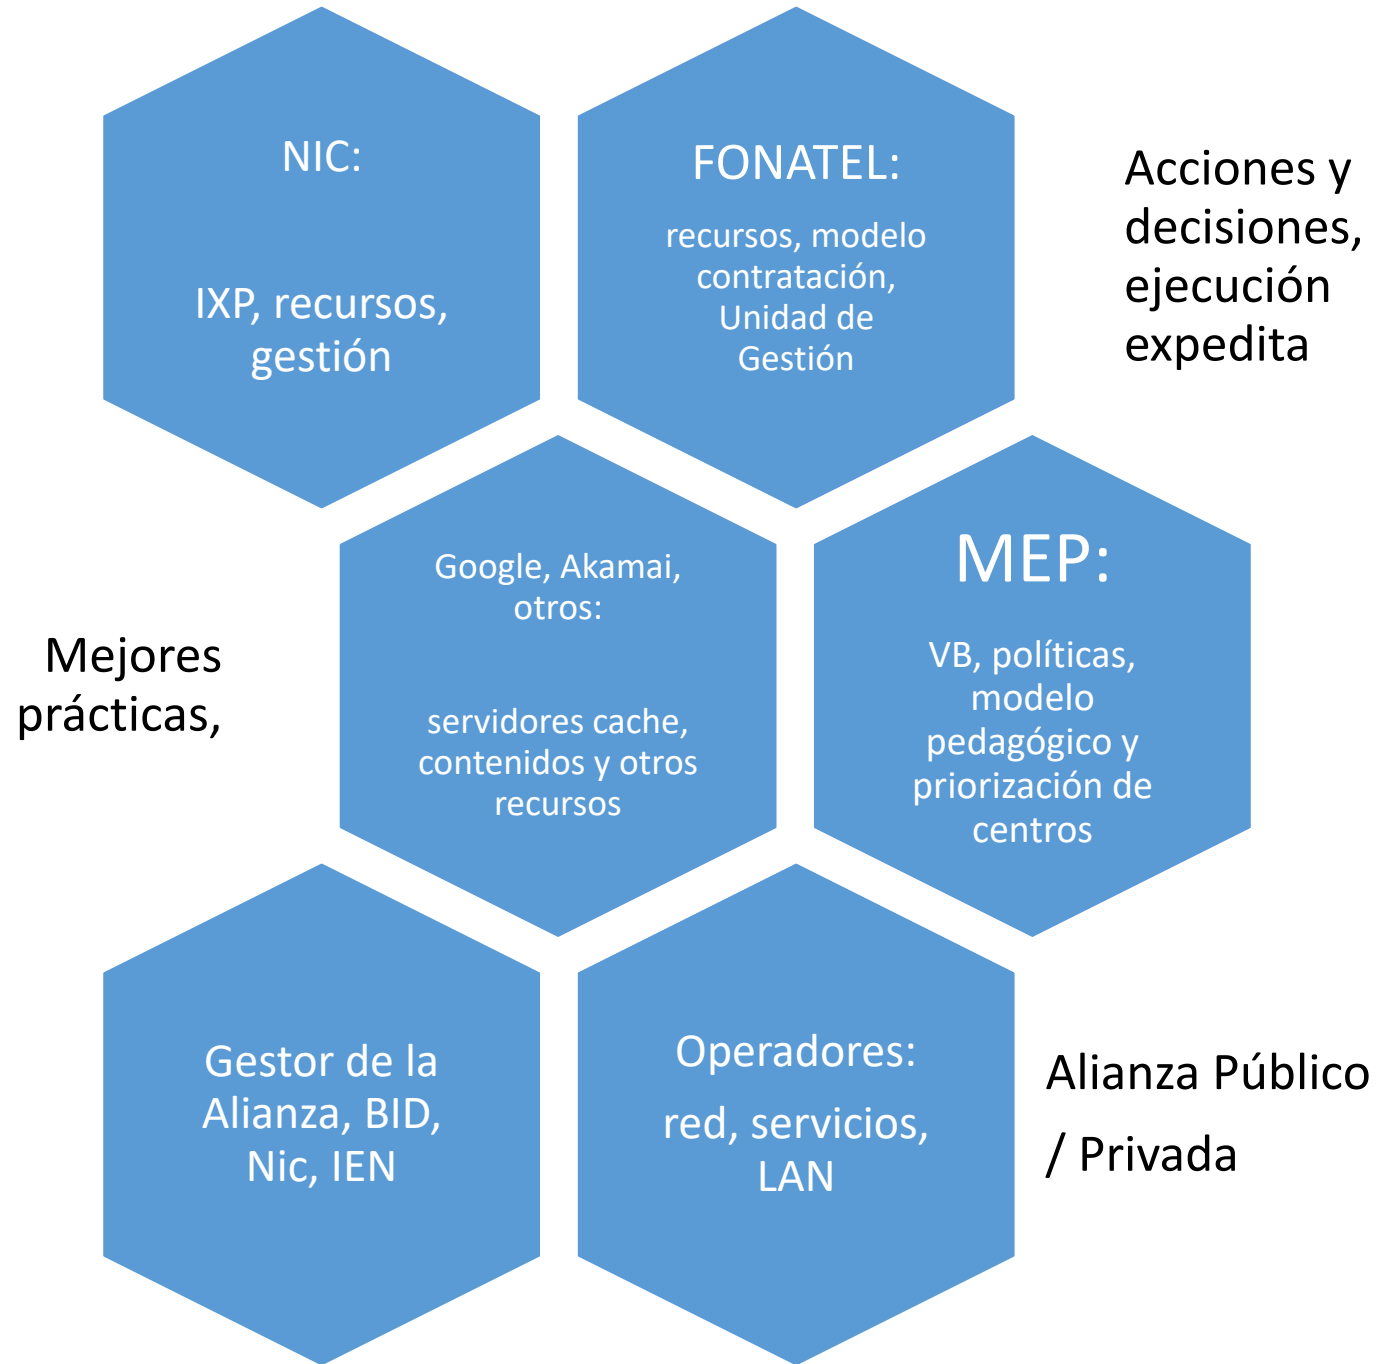 NIC:
IXP, recursos,
gestión
FONATEL:
recursos, modelo
contratación,
Unidad de
Gestión
Acciones y
decisiones,
ejecución
expedita
Mejores
prácticas,
Google, Akamai,
otros:
servidores cache,
contenidos y otros
recursos
MEP:
VB, políticas,
modelo
pedagógico y
priorización de
centros
Gestor de la
Alianza, BID,
Nic, IEN
Operadores:
red, servicios,
LAN
Alianza Público
/ Privada